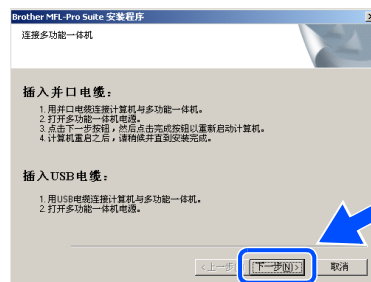 Brother MFL-Pro Suite 安装程序
连接多功能一体机
插入并口电缆：
1. 用并口电缆连接计算机与多功能一体机。
2. 打开多功能一体机电源。
3. 点击下一步按钮，然后点击完成按钮以重新启动计算机。
4. 计算机重启之后，请稍候并直到安装完成。
插入USB电缆：
1. 用USB电缆连接计算机与多功能一体机。
2. 打开多功能一体机电源。
<上一步 下一步(N)> 取消